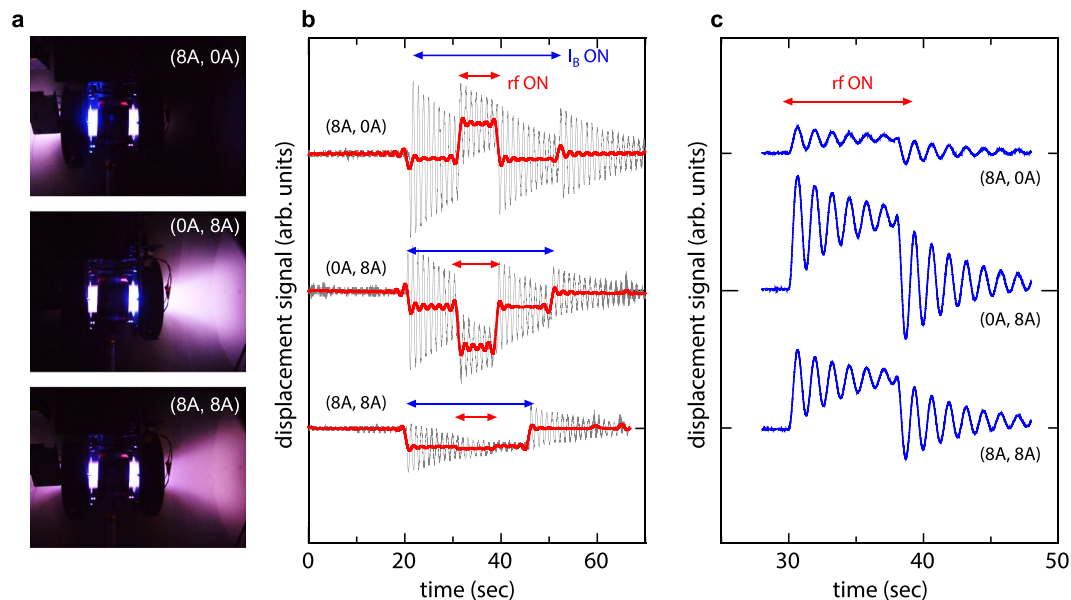 a
(8A, 0A)
(0A, 8A)
(8A, 8A)
b
displacement signal (arb. units)
I_B ON
rf ON
(8A, 0A)
(0A, 8A)
(8A, 8A)
0 20 40 60
time (sec)
c
displacement signal (arb. units)
rf ON
(8A, 0A)
(0A, 8A)
(8A, 8A)
30 40 50
time (sec)